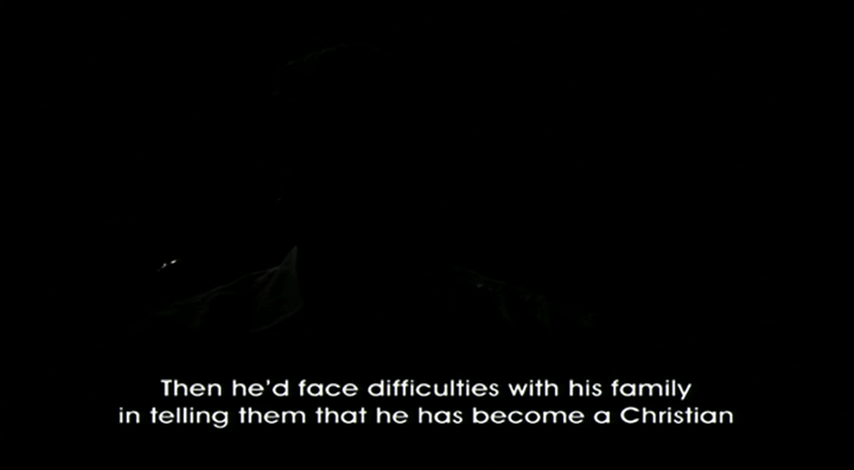 Then he'd face difficulties with his family
in telling them that he has become a Christian